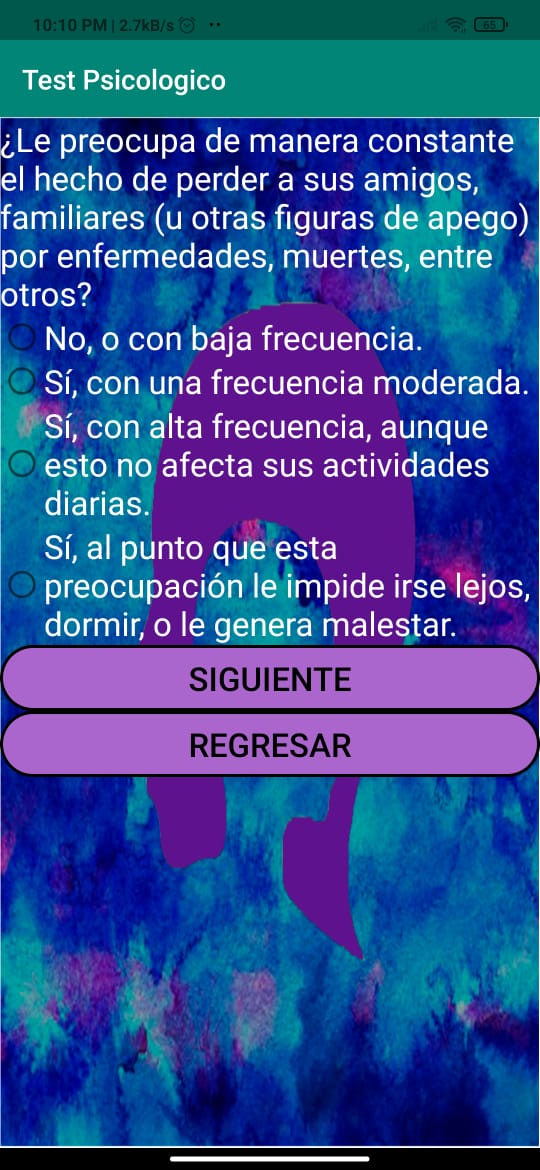 10:10 PM | 2.7kB/s
65
Test Psicologico
¿Le preocupa de manera constante
el hecho de perder a sus amigos,
familiares (u otras figuras de apego)
por enfermedades, muertes, entre
otros?
No, o con baja frecuencia.
Sí, con una frecuencia moderada.
Sí, con alta frecuencia, aunque
esto no afecta sus actividades
diarias.
Sí, al punto que esta
preocupación le impide irse lejos,
dormir, o le genera malestar.
SIGUIENTE
REGRESAR